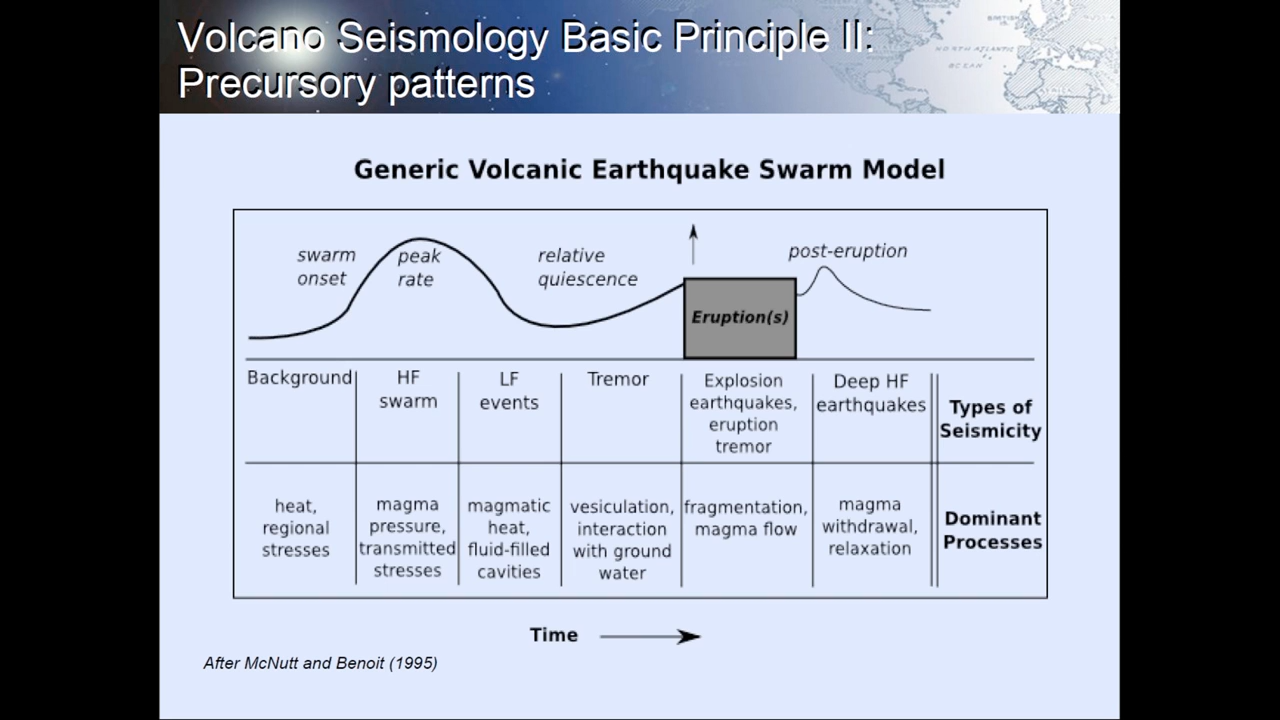 Volcano Seismology Basic Principle II:
Precursory patterns
NORTH ATLANTIC
OCEAN
Generic Volcanic Earthquake Swarm Model
swarm
onset
peak
rate
relative
quiescence
Eruption(s)
post-eruption
Background
HF
swarm
LF
events
Tremor
Explosion
earthquakes,
eruption
tremor
Deep HF
earthquakes
Types of
Seismicity
heat,
regional
stresses
magma
pressure,
transmitted
stresses
magmatic
heat,
fluid-filled
cavities
vesiculation,
interaction
with ground
water
fragmentation,
magma flow
magma
withdrawal,
relaxation
Dominant
Processes
Time
After McNutt and Benoit (1995)